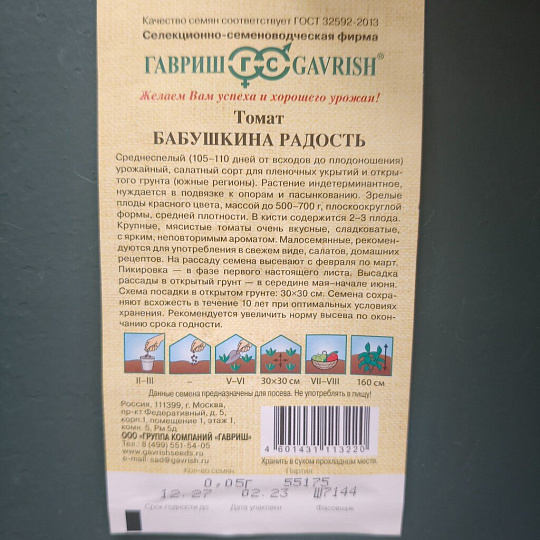 Качество семян соответствует ГОСТ 32592-2013
Селекционно-семеноводческая фирма
ГАВРИШ ГС GAVRISH®
Желаем Вам успеха и хорошего урожая!
Томат
БАБУШКИНА РАДОСТЬ
Среднеспелый (105–110 дней от всходов до плодоношения)
урожайный, салатный сорт для пленочных укрытий и откры-
того грунта (южные регионы). Растение индетерминантное,
нуждается в подвязке к опорам и пасынкованию. Зрелые
плоды красного цвета, массой до 500–700 г, плоскоокруглой
формы, средней плотности. В кисти содержится 2–3 плода.
Крупные, мясистые томаты очень вкусные, сладковатые,
с ярким, неповторимым ароматом. Малосемянные, рекомен-
дуются для употребления в свежем виде, салатов, домашних
рецептов. На рассаду семена высевают с февраля по март.
Пикировка — в фазе первого настоящего листа. Высадка
рассады в открытый грунт — в середине мая–начале июня.
Схема посадки в открытом грунте: 30×30 см. Семена сохра-
няют всхожесть в течение 10 лет при оптимальных условиях
хранения. Рекомендуется увеличить норму высева по окон-
чанию срока годности.
II–III – V–VI 30×30 см VII–VIII 160 см
Данные семена предназначены для посева. Не употреблять в пищу!
Россия, 111399, г. Москва,
пр-кт Федеративный, д. 5,
корп.1, помещение 1, этаж 1,
комн. 5, Рм 5д
ООО «ГРУППА КОМПАНИЙ «ГАВРИШ»
Тел.: 8 (499) 551-54-05
www.gavrishseeds.ru
e-mail: sad@gavrish.ru
4 601431 113220
Хранить в сухом прохладном месте.
Кол-во семян Партия
0,05г 55175
12.27 02.23 Ш7144
Срок годности до Дата упаковки Фасовщик